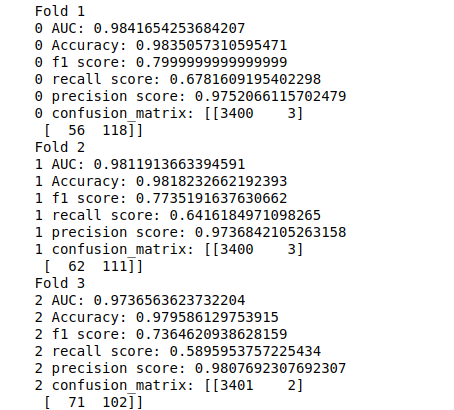 Fold 1
0 AUC: 0.9841654253684207
0 Accuracy: 0.9835057310595471
0 f1 score: 0.7999999999999999
0 recall score: 0.6781609195402298
0 precision score: 0.9752066115702479
0 confusion_matrix: [[3400    3]
 [  56  118]]
Fold 2
1 AUC: 0.9811913663394591
1 Accuracy: 0.9818232662192393
1 f1 score: 0.7735191637630662
1 recall score: 0.6416184971098265
1 precision score: 0.9736842105263158
1 confusion_matrix: [[3400    3]
 [  62  111]]
Fold 3
2 AUC: 0.9736563623732204
2 Accuracy: 0.979586129753915
2 f1 score: 0.7364620938628159
2 recall score: 0.5895953757225434
2 precision score: 0.9807692307692307
2 confusion_matrix: [[3401    2]
 [  71  102]]